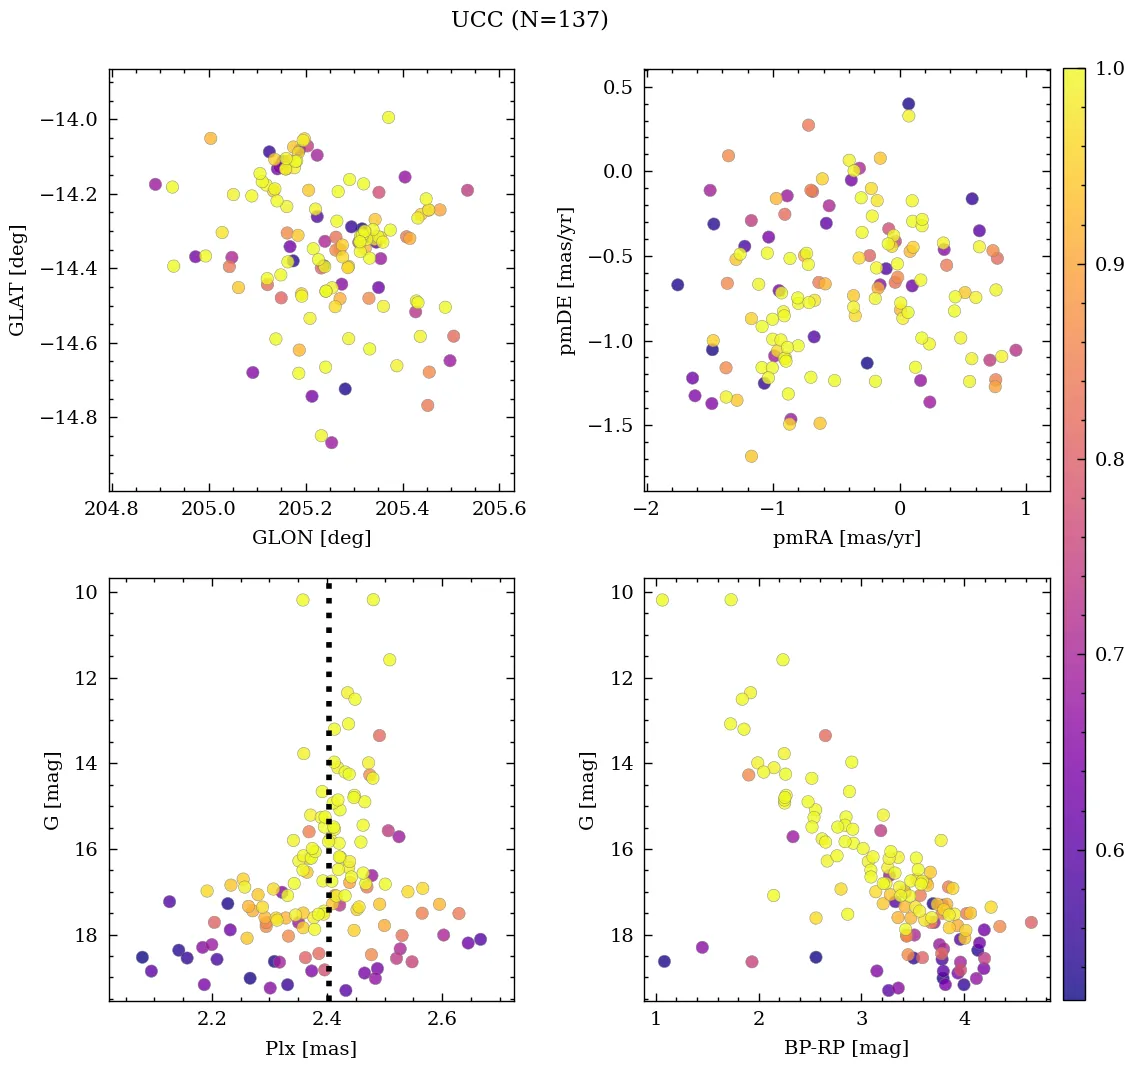 UCC (N=137)
−14.0
−14.2
−14.4
−14.6
−14.8
GLAT [deg]
204.8 205.0 205.2 205.4 205.6
GLON [deg]
0.5
0.0
−0.5
−1.0
−1.5
pmDE [mas/yr]
−2 −1 0 1
pmRA [mas/yr]
10
12
14
16
18
G [mag]
2.2 2.4 2.6
Plx [mas]
10
12
14
16
18
G [mag]
1 2 3 4
BP-RP [mag]
1.0
0.9
0.8
0.7
0.6